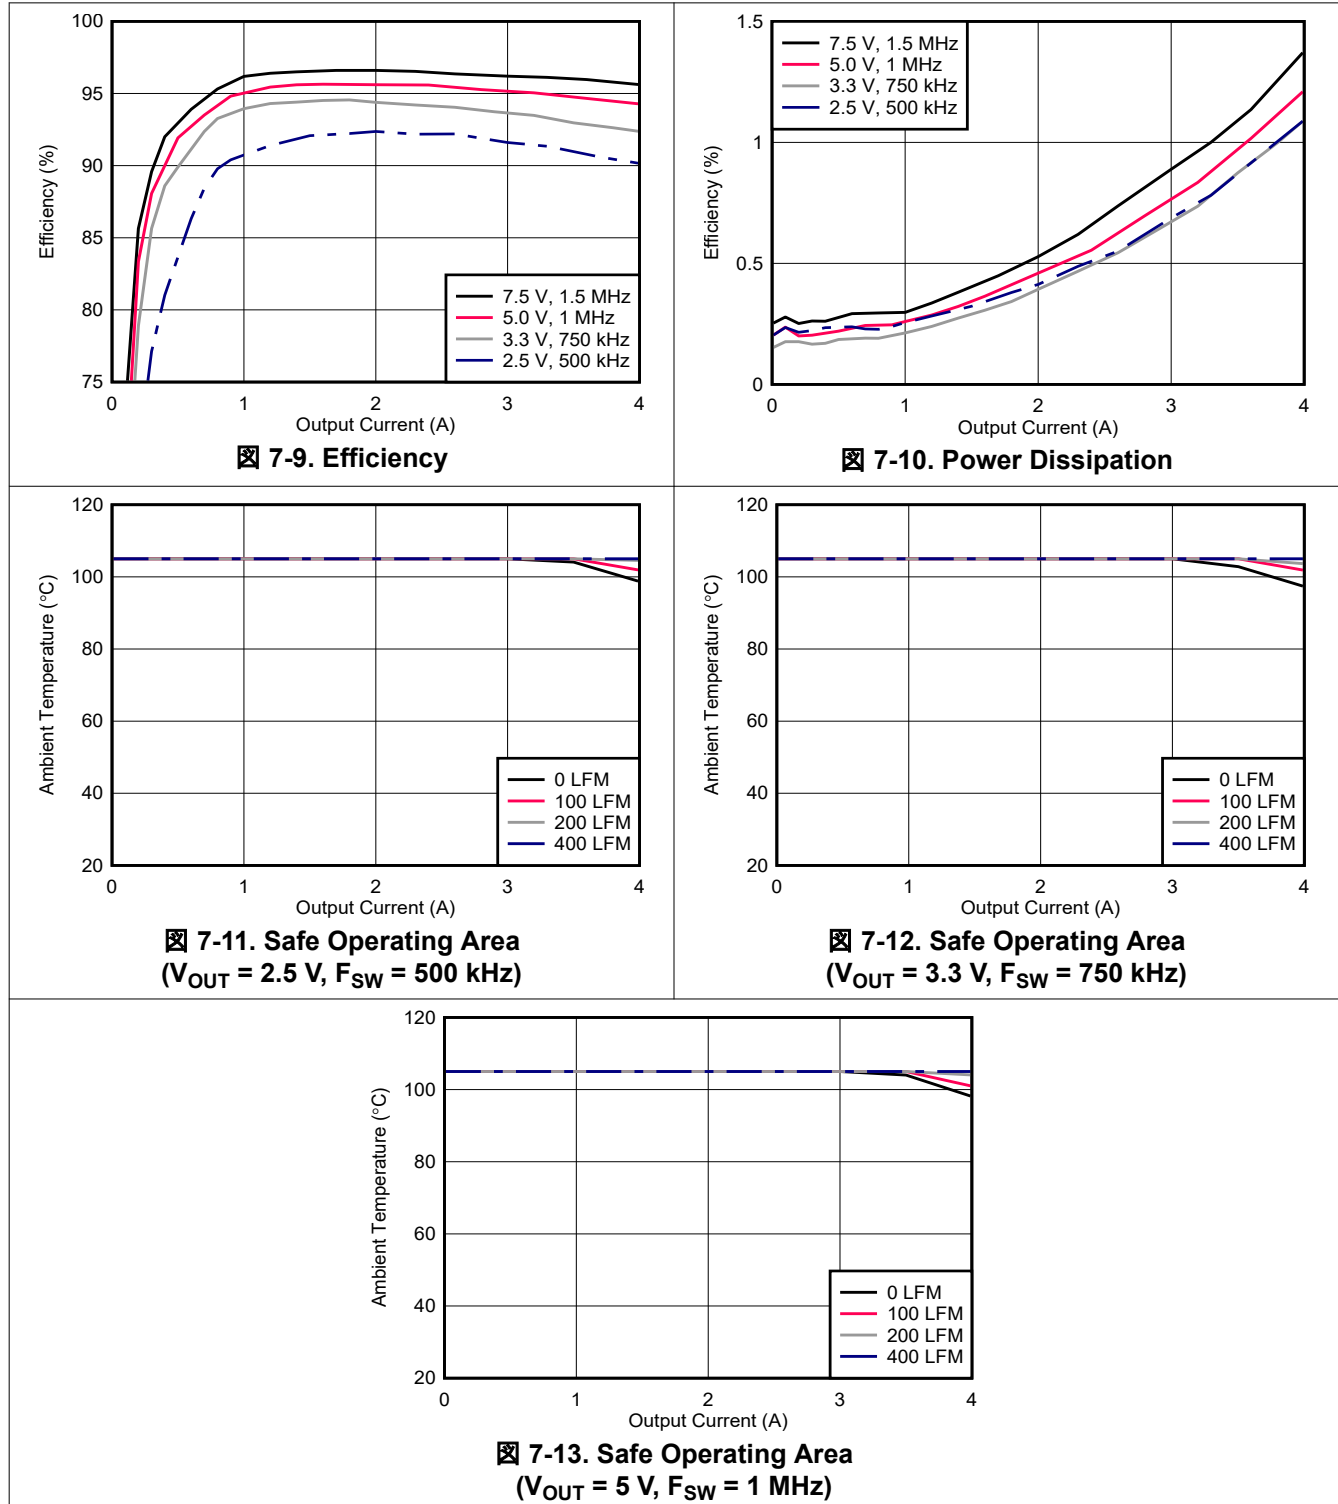 100
95
90
85
80
75
Efficiency (%)
7.5 V, 1.5 MHz
5.0 V, 1 MHz
3.3 V, 750 kHz
2.5 V, 500 kHz
0 1 2 3 4
Output Current (A)
図 7-9. Efficiency
1.5
1
0.5
0
Efficiency (%)
7.5 V, 1.5 MHz
5.0 V, 1 MHz
3.3 V, 750 kHz
2.5 V, 500 kHz
0 1 2 3 4
Output Current (A)
図 7-10. Power Dissipation
120
100
80
60
40
20
Ambient Temperature (°C)
0 LFM
100 LFM
200 LFM
400 LFM
0 1 2 3 4
Output Current (A)
図 7-11. Safe Operating Area
(VOUT = 2.5 V, FSW = 500 kHz)
120
100
80
60
40
20
Ambient Temperature (°C)
0 LFM
100 LFM
200 LFM
400 LFM
0 1 2 3 4
Output Current (A)
図 7-12. Safe Operating Area
(VOUT = 3.3 V, FSW = 750 kHz)
120
100
80
60
40
20
Ambient Temperature (°C)
0 LFM
100 LFM
200 LFM
400 LFM
0 1 2 3 4
Output Current (A)
図 7-13. Safe Operating Area
(VOUT = 5 V, FSW = 1 MHz)